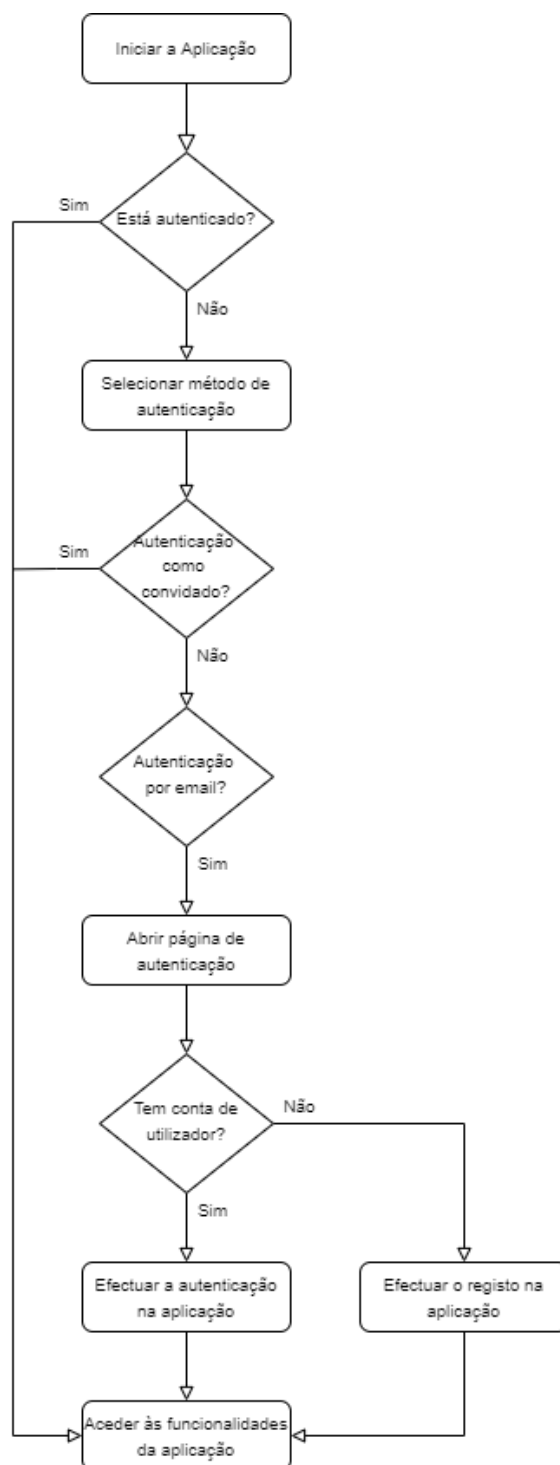 Iniciar a Aplicação
Sim
Está autenticado?
Não
Selecionar método de
autenticação
Sim
Autenticação
como
convidado?
Não
Autenticação
por email?
Sim
Abrir página de
autenticação
Tem conta de
utilizador?
Não
Sim
Efectuar a autenticação
na aplicação
Efectuar o registo na
aplicação
Aceder às funcionalidades
da aplicação